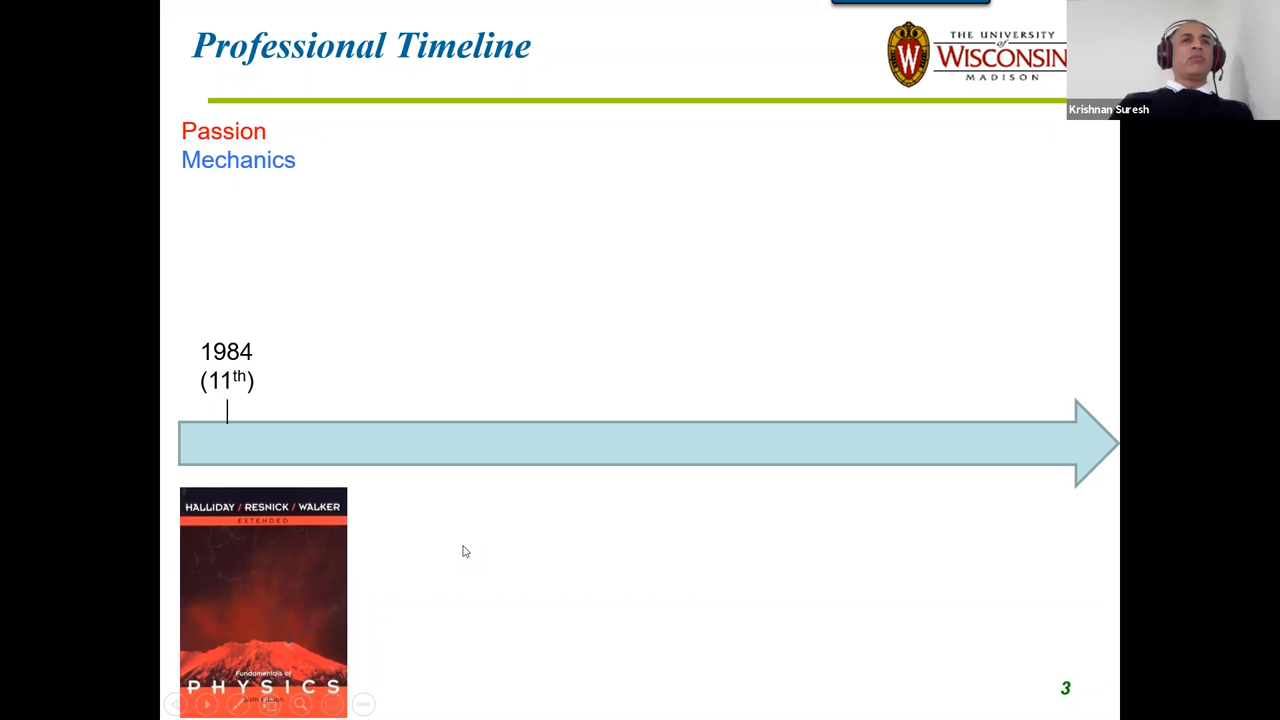 Professional Timeline
THE UNIVERSITY
of
WISCONSIN
MADISON
Krishnan Suresh
Passion
Mechanics
1984
(11th)
HALLIDAY / RESNICK / WALKER
EXTENDED
Fundamentals of
PHYSICS
3